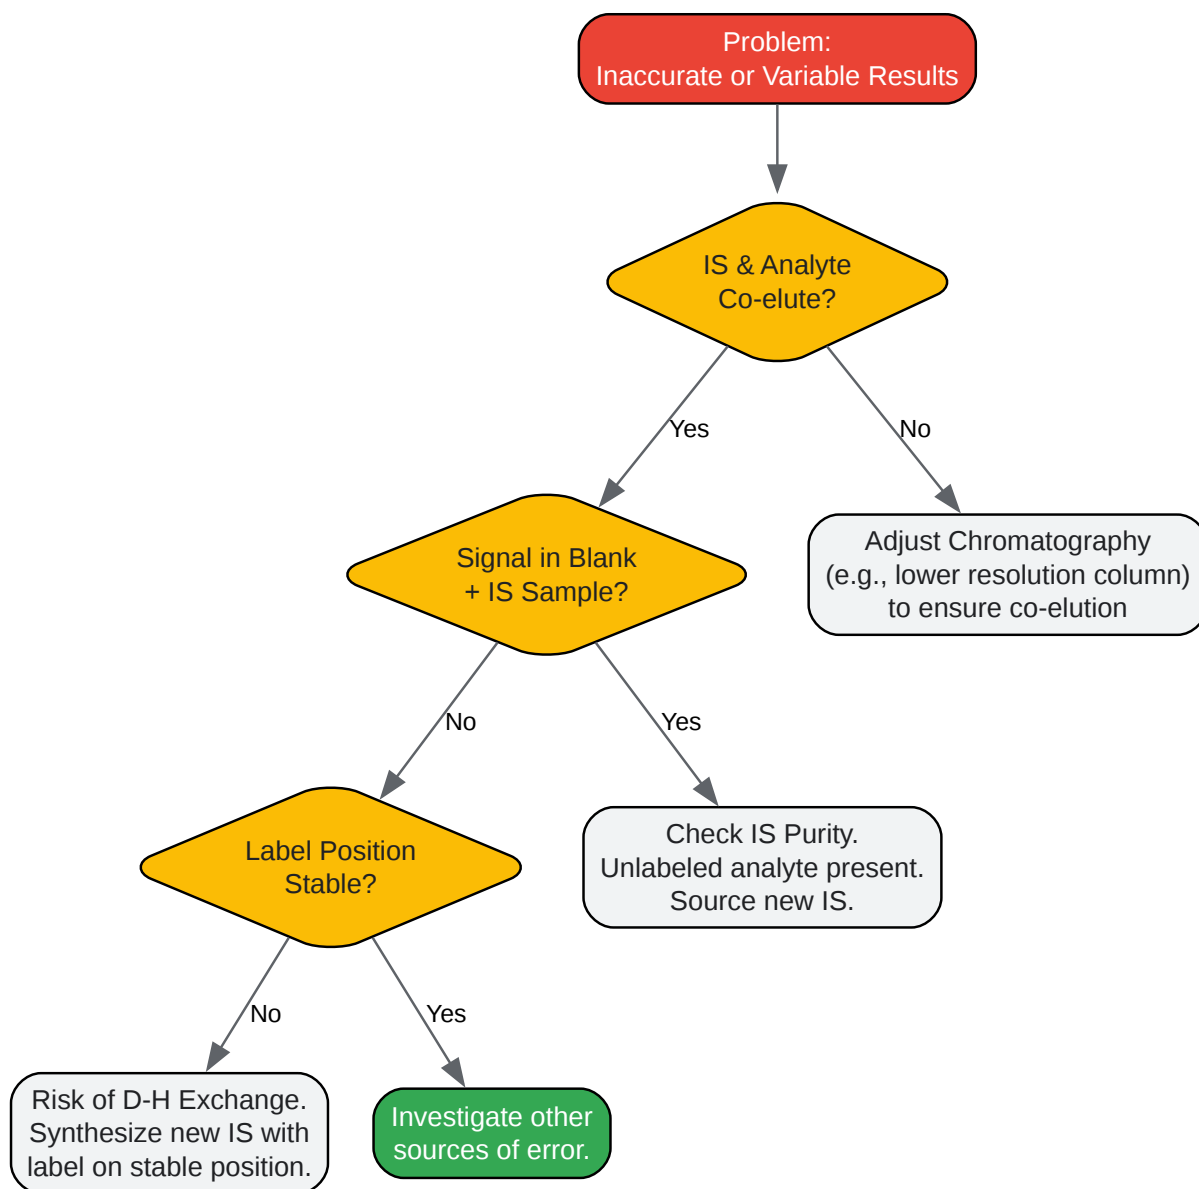 Problem:
Inaccurate or Variable Results
IS & Analyte
Co-elute?
Yes
No
Signal in Blank
+ IS Sample?
Adjust Chromatography
(e.g., lower resolution column)
to ensure co-elution
No
Yes
Label Position
Stable?
Check IS Purity.
Unlabeled analyte present.
Source new IS.
No
Yes
Risk of D-H Exchange.
Synthesize new IS with
label on stable position.
Investigate other
sources of error.